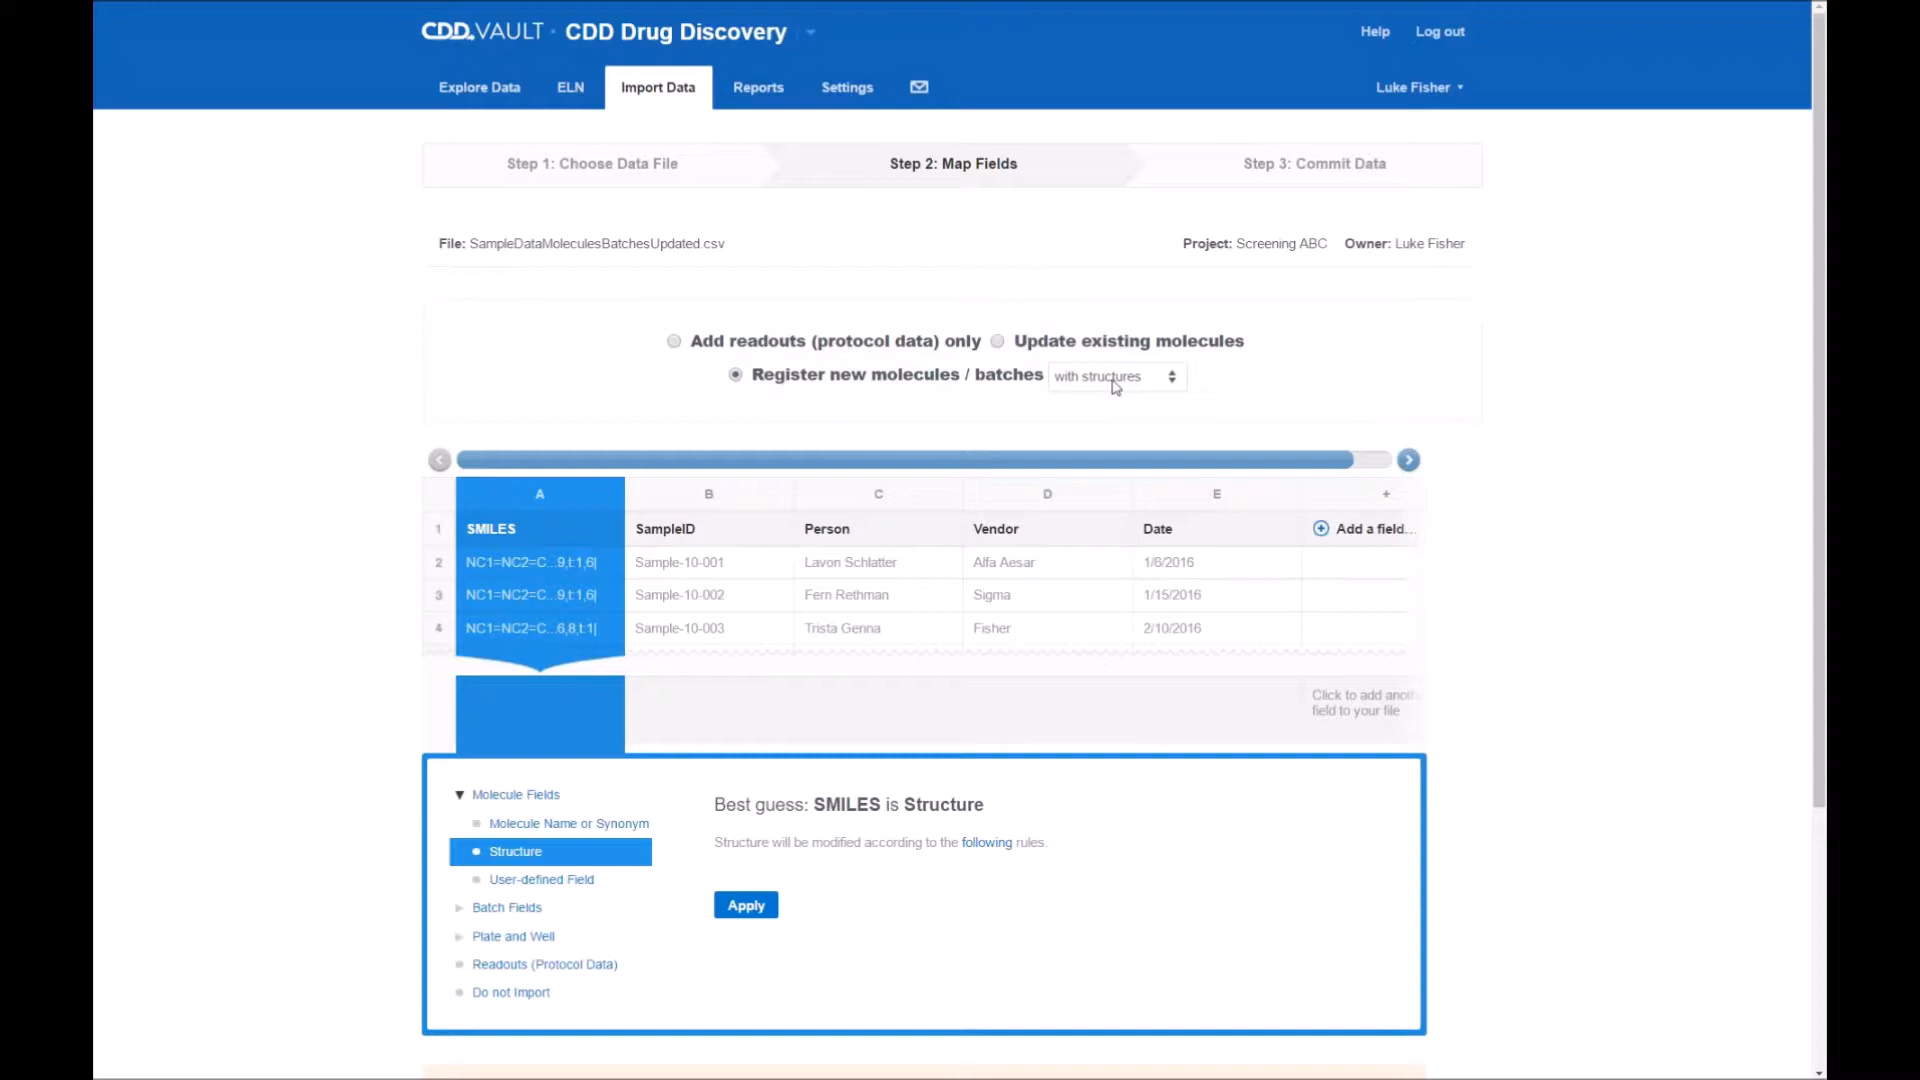 CDD.VAULT · CDD Drug Discovery
Help Log out
Explore Data ELN Import Data Reports Settings Luke Fisher
Step 1: Choose Data File Step 2: Map Fields Step 3: Commit Data
File: SampleDataMoleculesBatchesUpdated.csv Project: Screening ABC Owner: Luke Fisher
Add readouts (protocol data) only Update existing molecules
Register new molecules / batches with structures
A B C D E +
1 SMILES SampleID Person Vendor Date Add a field...
2 NC1=NC2=C...9,t:1,6| Sample-10-001 Lavon Schlatter Alfa Aesar 1/6/2016
3 NC1=NC2=C...9,t:1,6| Sample-10-002 Fern Rethman Sigma 1/15/2016
4 NC1=NC2=C...6,8,t:1| Sample-10-003 Trista Genna Fisher 2/10/2016
Click to add anoth
field to your file
Molecule Fields
Molecule Name or Synonym
Structure
User-defined Field
Batch Fields
Plate and Well
Readouts (Protocol Data)
Do not Import
Best guess: SMILES is Structure
Structure will be modified according to the following rules.
Apply